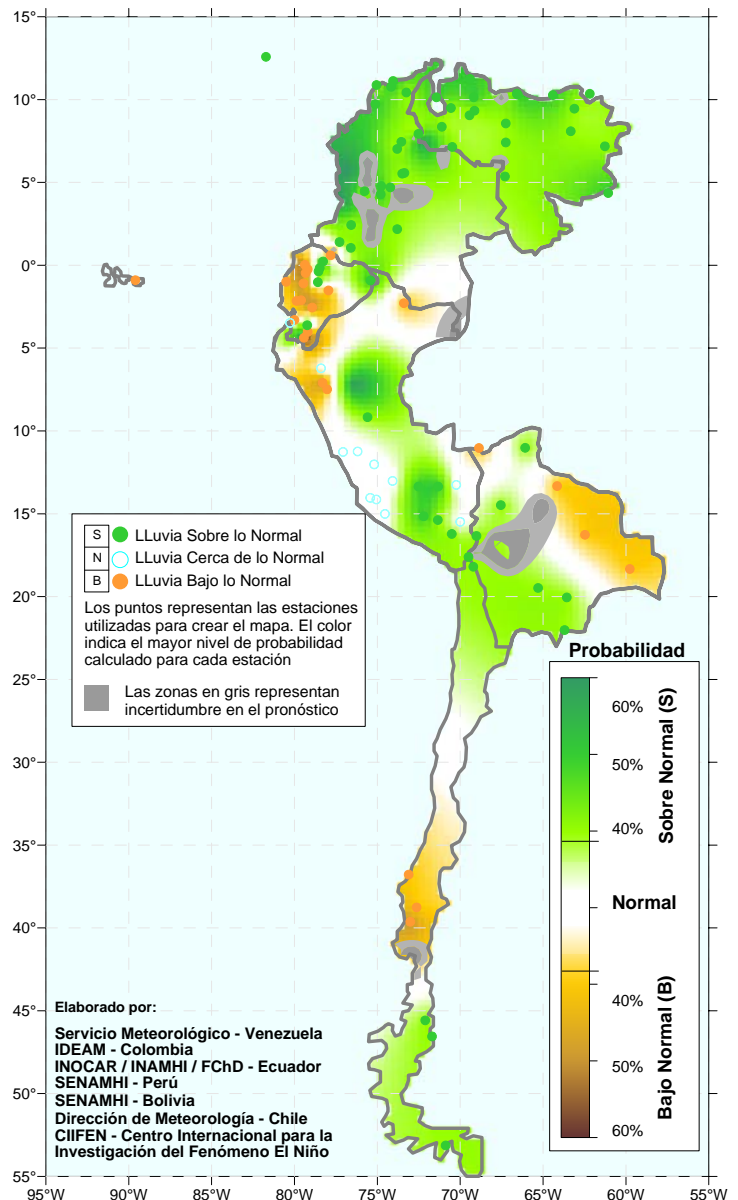 15°
10°
5°
0°
5°
10°
15°
20°
25°
30°
35°
40°
45°
50°
55°
S LLuvia Sobre lo Normal
N LLuvia Cerca de lo Normal
B LLuvia Bajo lo Normal
Los puntos representan las estaciones
utilizadas para crear el mapa. El color
indica el mayor nivel de probabilidad
calculado para cada estación
Las zonas en gris representan
incertidumbre en el pronóstico
Probabilidad
60%
50%
40%
Sobre Normal (S)
Normal
40%
50%
60%
Bajo Normal (B)
Elaborado por:
Servicio Meteorológico - Venezuela
IDEAM - Colombia
INOCAR / INAMHI / FChD - Ecuador
SENAMHI - Perú
SENAMHI - Bolivia
Dirección de Meteorología - Chile
CIIFEN - Centro Internacional para la
Investigación del Fenómeno El Niño
95W 90°W 85°W 80°W 75°W 70°W 65°W 60°W 55W